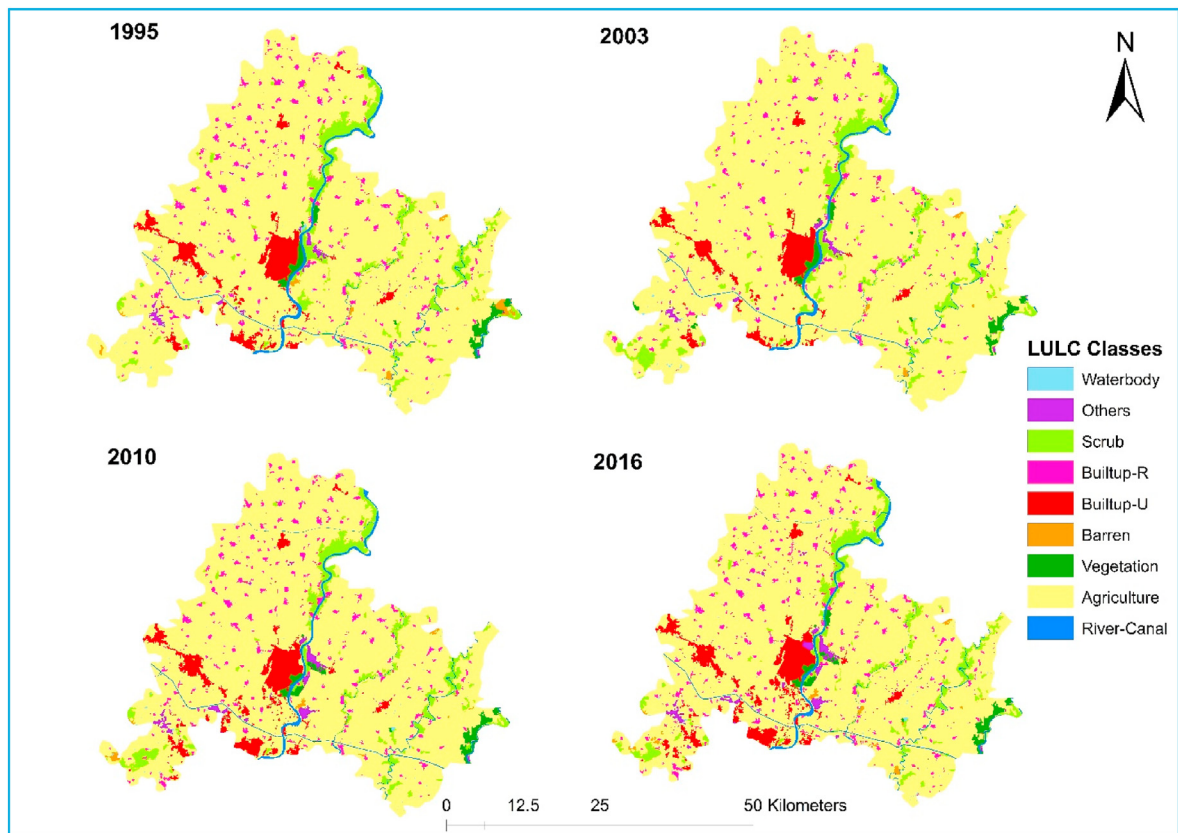 1995
2003
N
2010
2016
LULC Classes
Waterbody
Others
Scrub
Builtup-R
Builtup-U
Barren
Vegetation
Agriculture
River-Canal
0 12.5 25 50 Kilometers